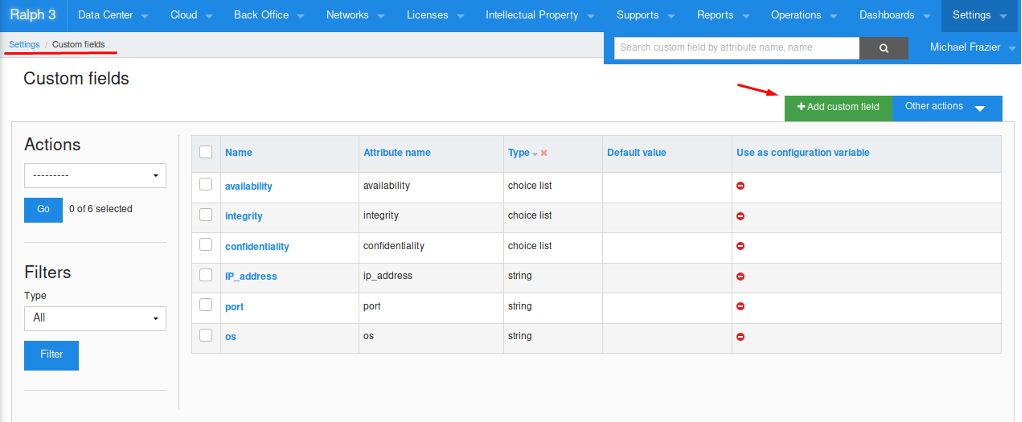 Ralph 3 Data Center Cloud Back Office Networks Licenses Intellectual Property Supports Reports Operations Dashboards Settings
Settings / Custom fields
Search custom field by attribute name, name
Michael Frazier
Custom fields
Add custom field
Other actions
Actions
---------
Go 0 of 6 selected
Filters
Type
All
Filter
Name Attribute name Type Default value Use as configuration variable
availability availability choice list
integrity integrity choice list
confidentiality confidentiality choice list
IP_address ip_address string
port port string
os os string